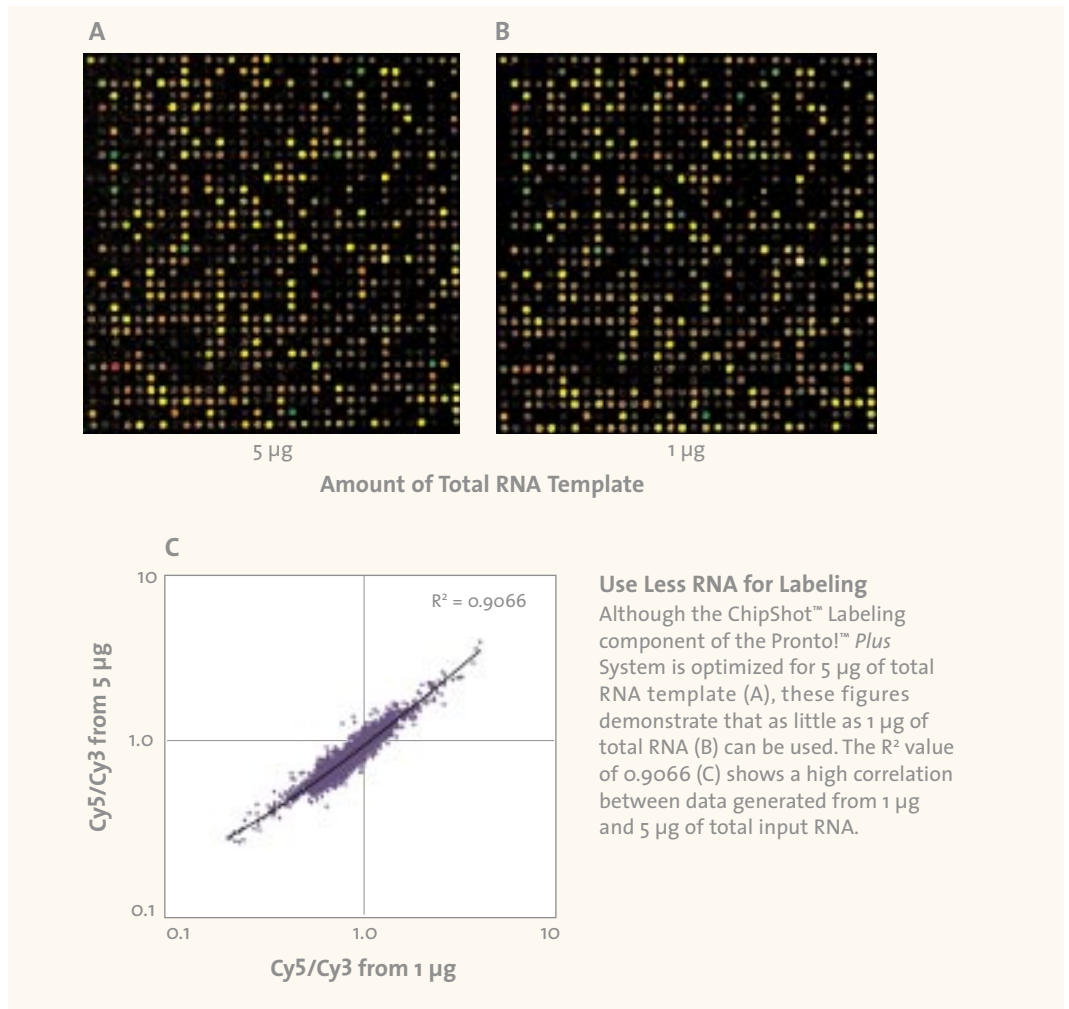 A
B
5 µg
1 µg
Amount of Total RNA Template
C
10
R² = 0.9066
Cy5/Cy3 from 5 µg
1.0
0.1
0.1
1.0
10
Cy5/Cy3 from 1 µg
Use Less RNA for Labeling
Although the ChipShot™ Labeling
component of the Pronto!™ Plus
System is optimized for 5 µg of total
RNA template (A), these figures
demonstrate that as little as 1 µg of
total RNA (B) can be used. The R² value
of 0.9066 (C) shows a high correlation
between data generated from 1 µg
and 5 µg of total input RNA.